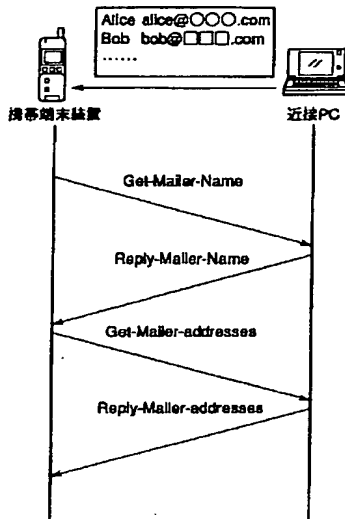 Alice alice@○○○.com
Bob bob@□□□.com
......
携帯端末装置
近接PC
Get-Mailer-Name
Reply-Mailer-Name
Get-Mailer-addresses
Reply-Mailer-addresses